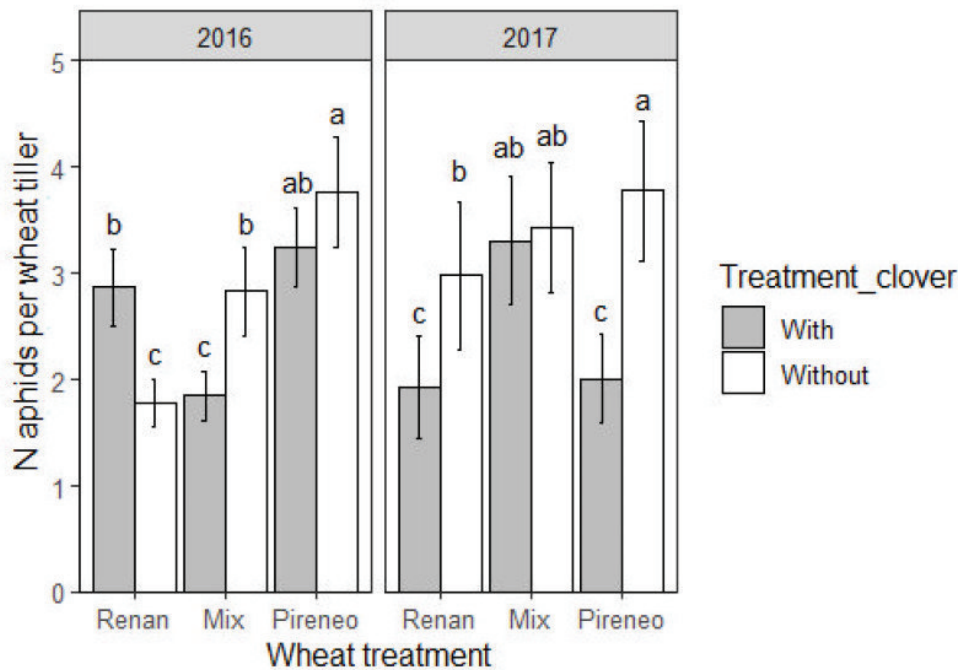 2016 2017
5
a a
ab ab
4
b b ab b
3
c c c c
2
1
0
Renan Mix Pireneo Renan Mix Pireneo
Wheat treatment
N aphids per wheat tiller
Treatment_clover
With
Without